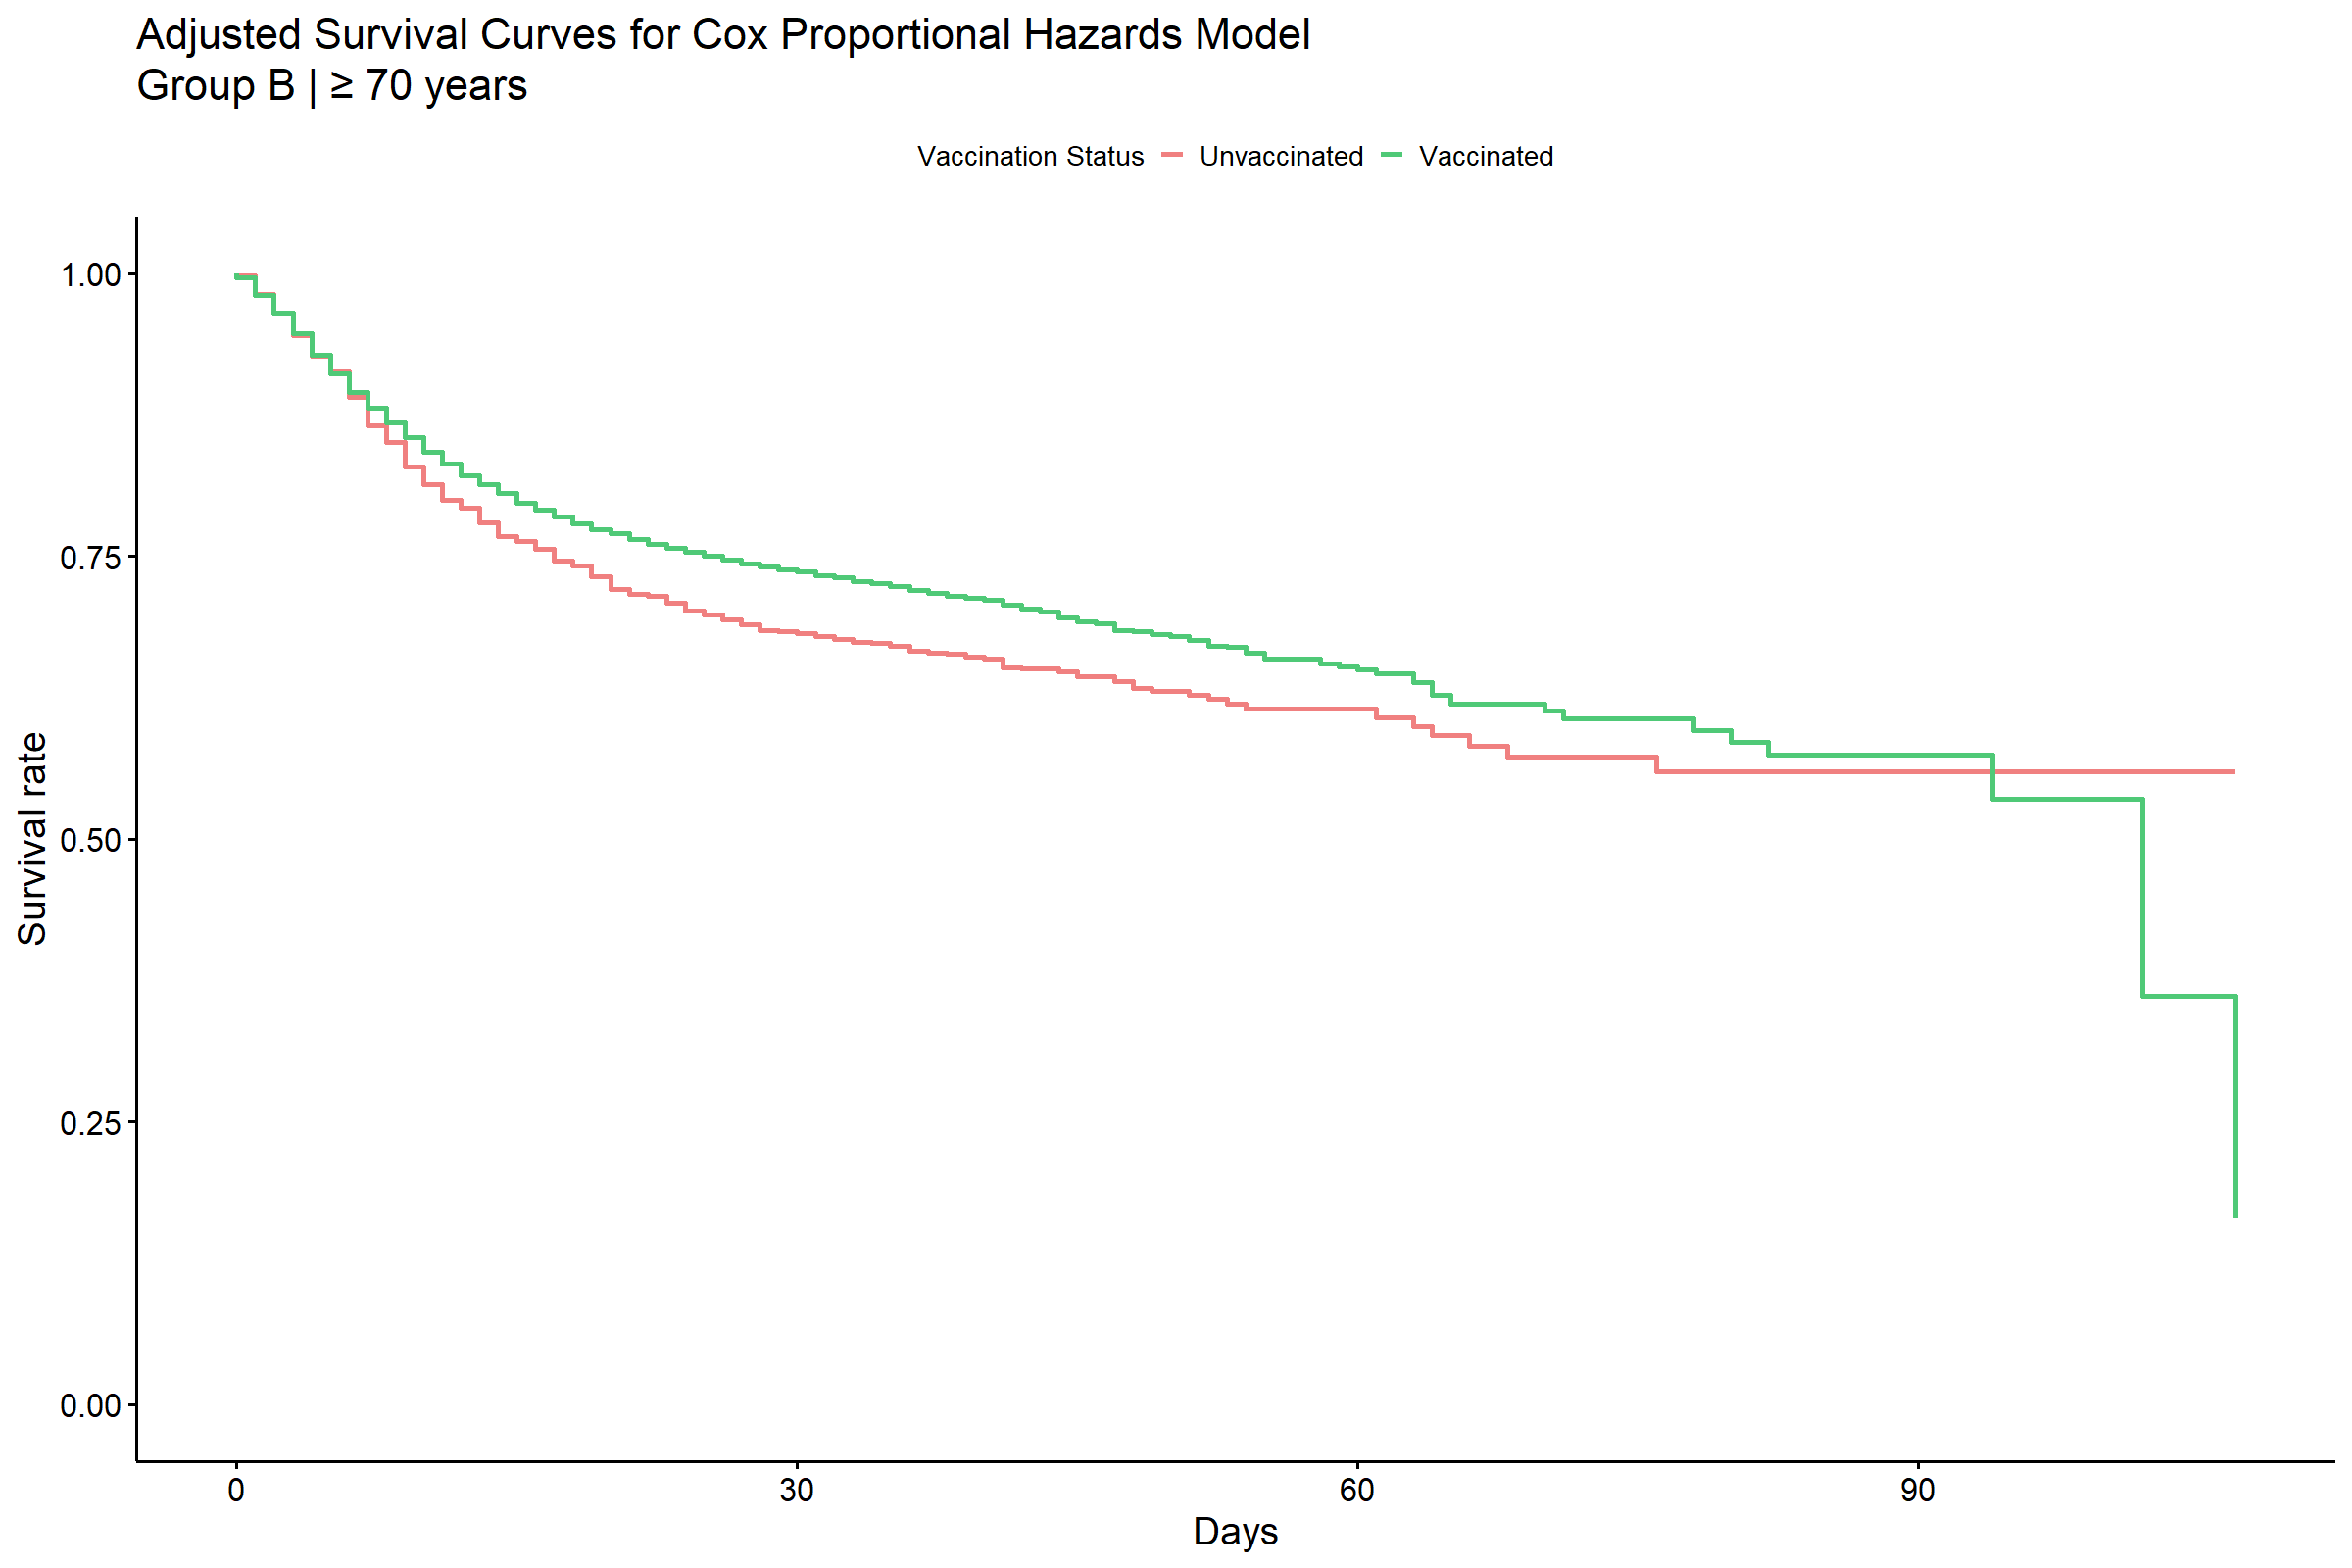 Adjusted Survival Curves for Cox Proportional Hazards Model
Group B | ≥ 70 years
Vaccination Status Unvaccinated Vaccinated
1.00
0.75
0.50
0.25
0.00
Survival rate
0 30 60 90
Days